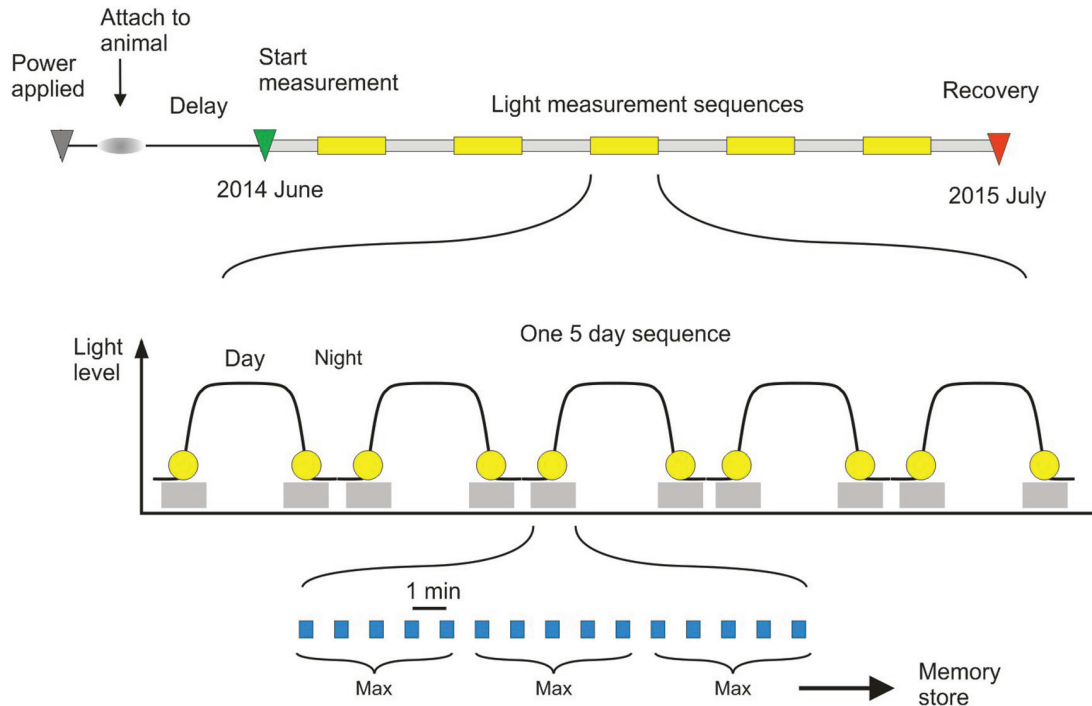 Attach to
animal
Power
applied
Delay
Start
measurement
Light measurement sequences
Recovery
2014 June
2015 July
One 5 day sequence
Light
level
Day
Night
1 min
Max
Max
Max
Memory
store